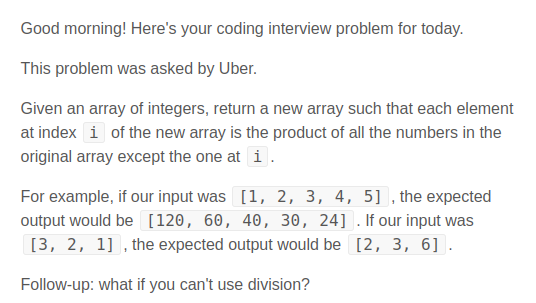 Good morning! Here's your coding interview problem for today.
This problem was asked by Uber.
Given an array of integers, return a new array such that each element
at index i of the new array is the product of all the numbers in the
original array except the one at i.
For example, if our input was [1, 2, 3, 4, 5], the expected
output would be [120, 60, 40, 30, 24]. If our input was
[3, 2, 1], the expected output would be [2, 3, 6].
Follow-up: what if you can't use division?